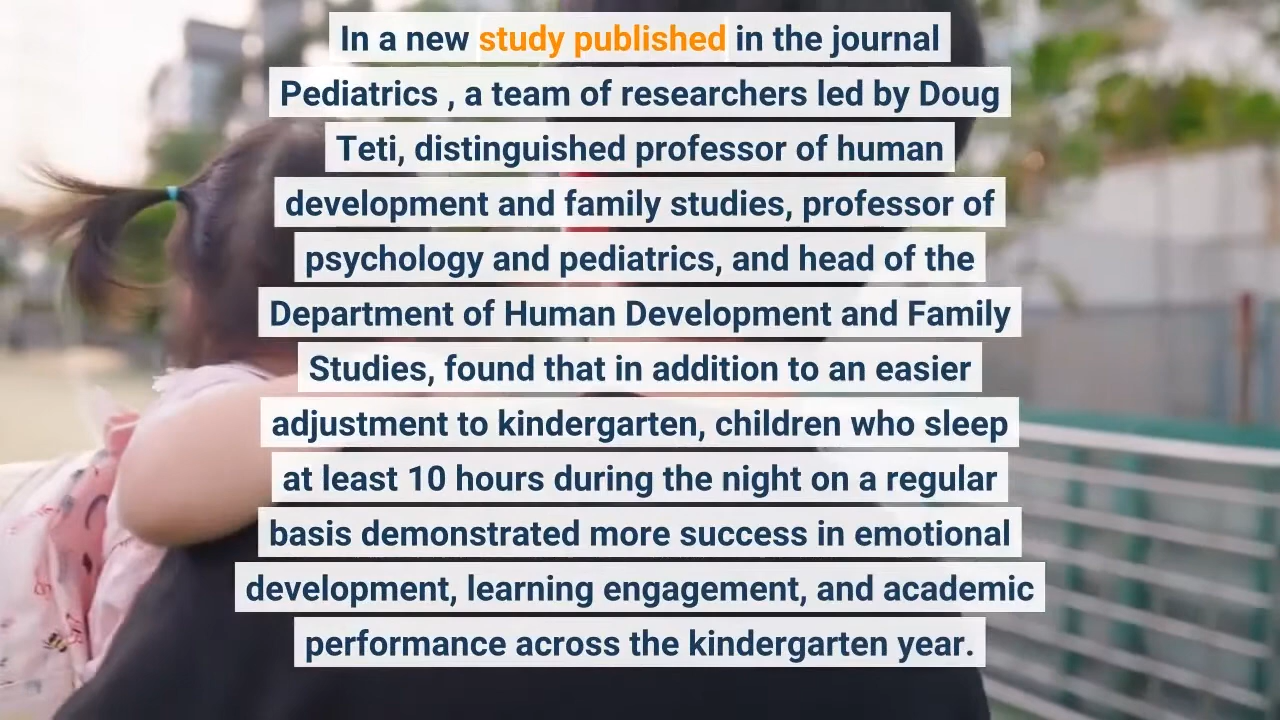 In a new study published in the journal
Pediatrics , a team of researchers led by Doug
Teti, distinguished professor of human
development and family studies, professor of
psychology and pediatrics, and head of the
Department of Human Development and Family
Studies, found that in addition to an easier
adjustment to kindergarten, children who sleep
at least 10 hours during the night on a regular
basis demonstrated more success in emotional
development, learning engagement, and academic
performance across the kindergarten year.